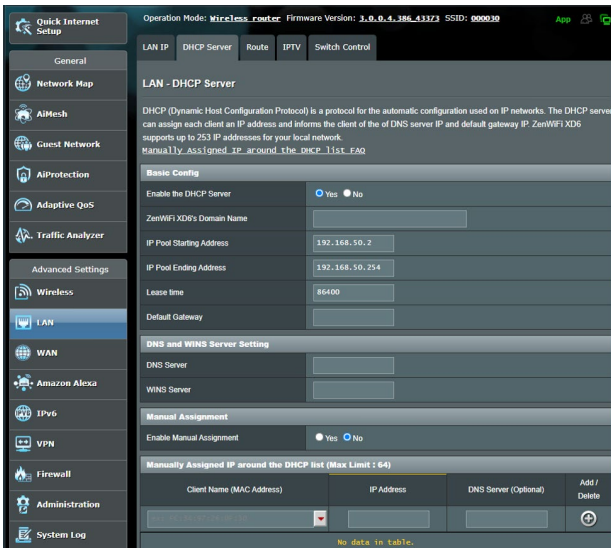 Quick Internet
Setup
Operation Mode: Wireless router Firmware Version: 3.0.0.4.386_43373 SSID: 000030
App
LAN IP DHCP Server Route IPTV Switch Control
General
Network Map
AiMesh
Guest Network
AiProtection
Adaptive QoS
Traffic Analyzer
Advanced Settings
Wireless
LAN
WAN
Amazon Alexa
IPv6
VPN
Firewall
Administration
System Log
LAN - DHCP Server
DHCP (Dynamic Host Configuration Protocol) is a protocol for the automatic configuration used on IP networks. The DHCP server
can assign each client an IP address and informs the client of the of DNS server IP and default gateway IP. ZenWiFi XD6
supports up to 253 IP addresses for your local network.
Manually Assigned IP around the DHCP list FAQ
Basic Config
Enable the DHCP Server Yes No
ZenWiFi XD6's Domain Name
IP Pool Starting Address 192.168.50.2
IP Pool Ending Address 192.168.50.254
Lease time 86400
Default Gateway
DNS and WINS Server Setting
DNS Server
WINS Server
Manual Assignment
Enable Manual Assignment Yes No
Manually Assigned IP around the DHCP list (Max Limit : 64)
Client Name (MAC Address) IP Address DNS Server (Optional) Add /
Delete
No data in table.